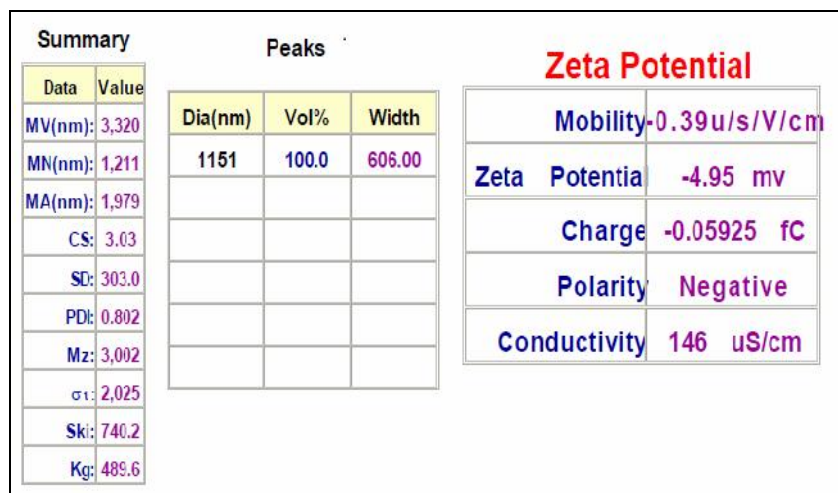 Summary
Data Value
MV(nm): 3,320
MN(nm): 1,211
MA(nm): 1,979
CS: 3.03
SD: 303.0
PDI: 0.802
Mz: 3,002
σ1: 2,025
Ski: 740.2
Kg: 489.6
Peaks
Dia(nm) Vol% Width
1151 100.0 606.00
Zeta Potential
Mobility -0.39 u/s/V/cm
Zeta Potential -4.95 mv
Charge -0.05925 fC
Polarity Negative
Conductivity 146 uS/cm